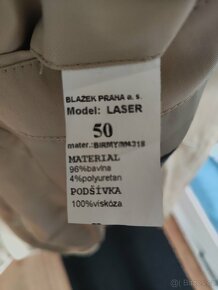 BLAŽEK PRAHA a. s.
Model: LASER
50
MATERIAL
96%bavlna
4%polyuretan
PODŠÍVKA
100%viskóza